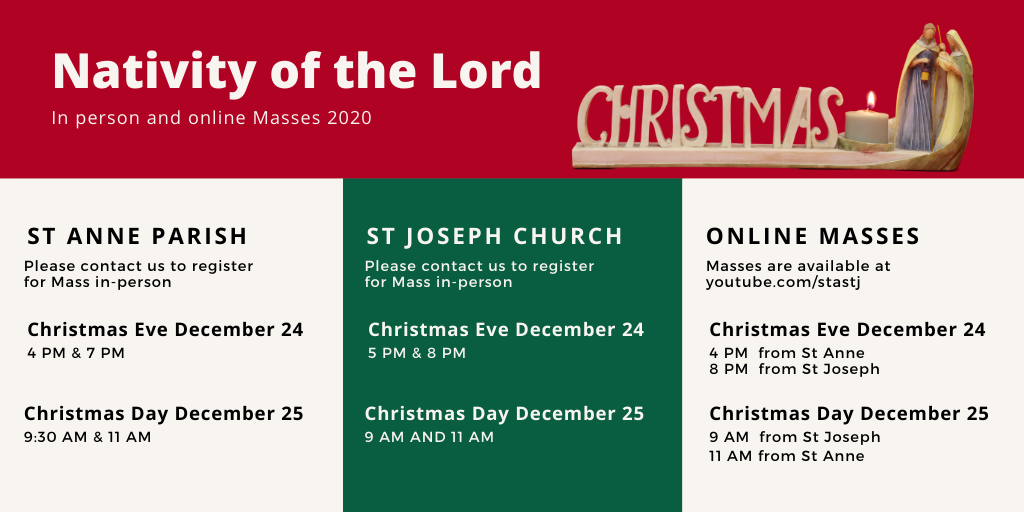 Nativity of the Lord
In person and online Masses 2020
CHRISTMAS
ST ANNE PARISH
Please contact us to register
for Mass in-person
Christmas Eve December 24
4 PM & 7 PM
Christmas Day December 25
9:30 AM & 11 AM
ST JOSEPH CHURCH
Please contact us to register
for Mass in-person
Christmas Eve December 24
5 PM & 8 PM
Christmas Day December 25
9 AM AND 11 AM
ONLINE MASSES
Masses are available at
youtube.com/stastj
Christmas Eve December 24
4 PM  from St Anne
8 PM  from St Joseph
Christmas Day December 25
9 AM  from St Joseph
11 AM from St Anne